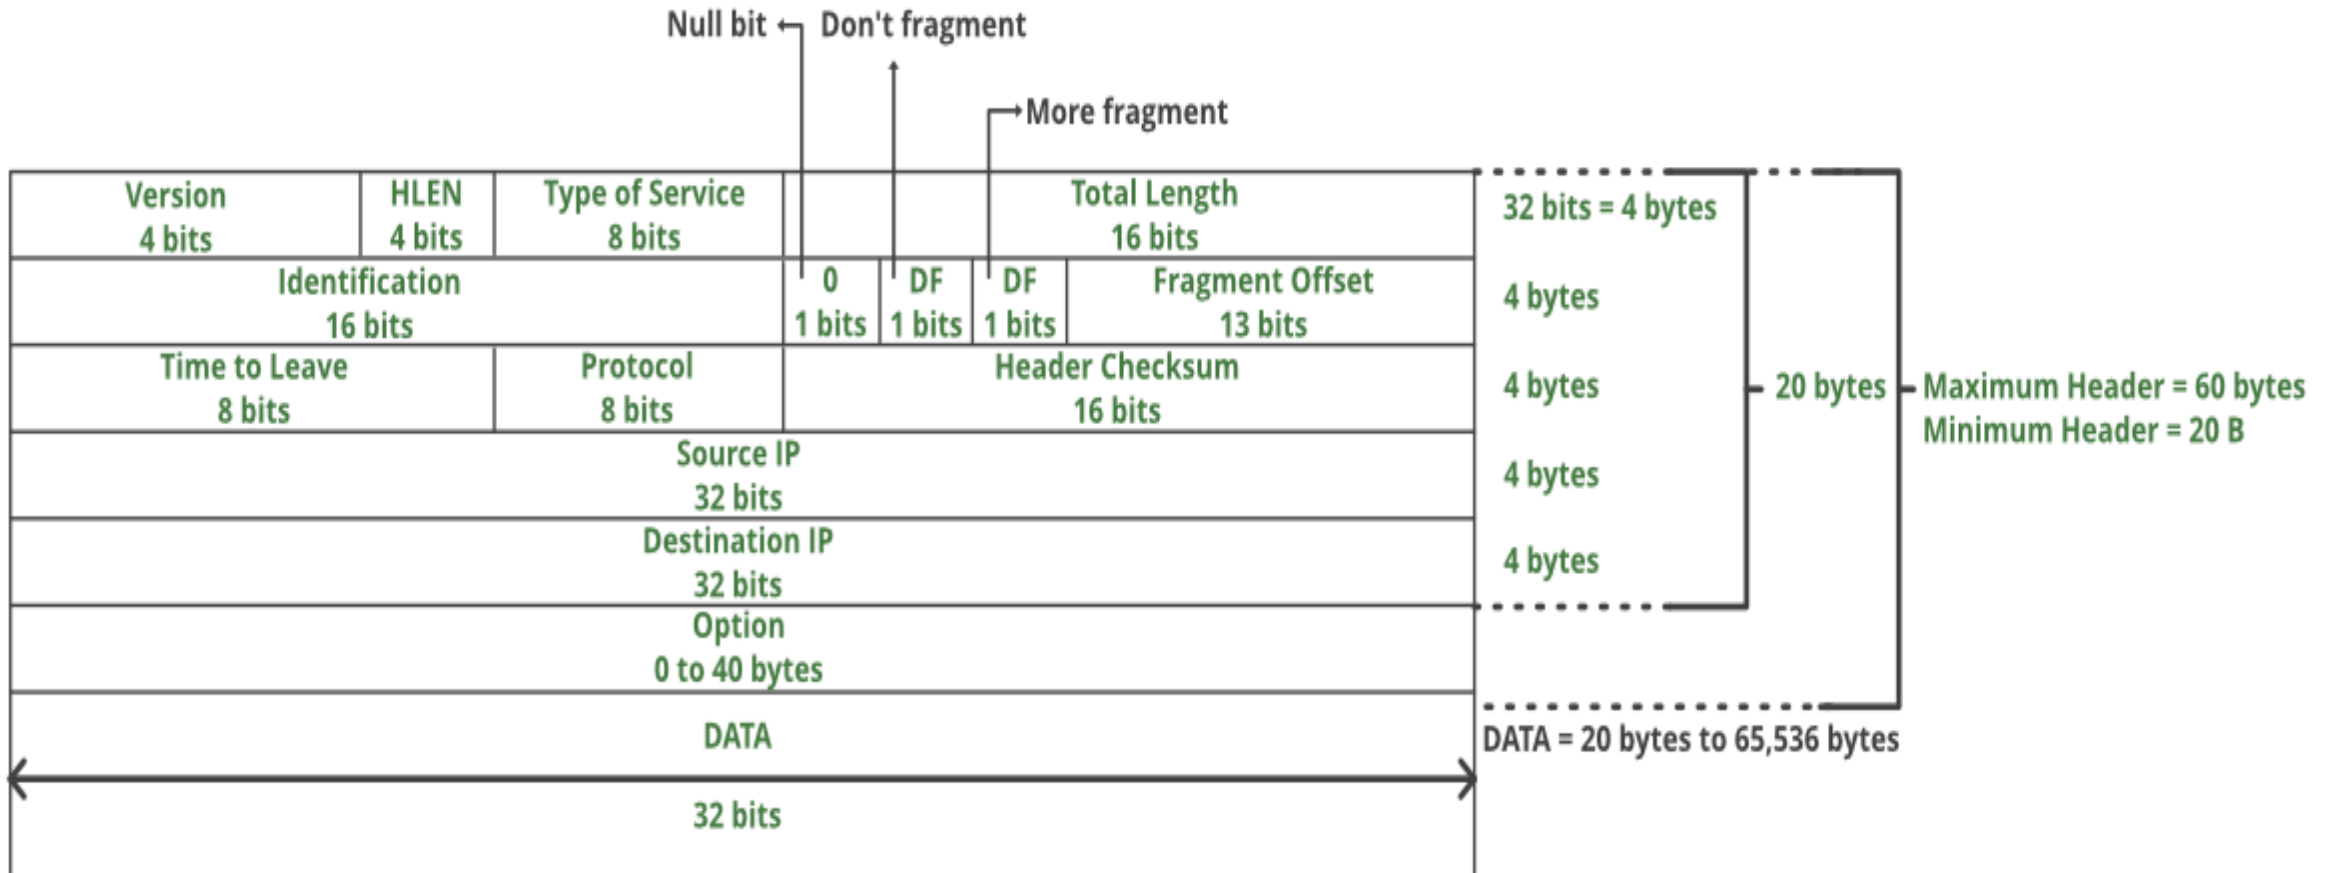 Null bit
Don't fragment
More fragment
Version
4 bits
HLEN
4 bits
Type of Service
8 bits
Total Length
16 bits
32 bits = 4 bytes
Identification
16 bits
0
1 bits
DF
1 bits
DF
1 bits
Fragment Offset
13 bits
4 bytes
Time to Leave
8 bits
Protocol
8 bits
Header Checksum
16 bits
4 bytes
20 bytes
Maximum Header = 60 bytes
Minimum Header = 20 B
Source IP
32 bits
4 bytes
Destination IP
32 bits
4 bytes
Option
0 to 40 bytes
DATA
DATA = 20 bytes to 65,536 bytes
32 bits